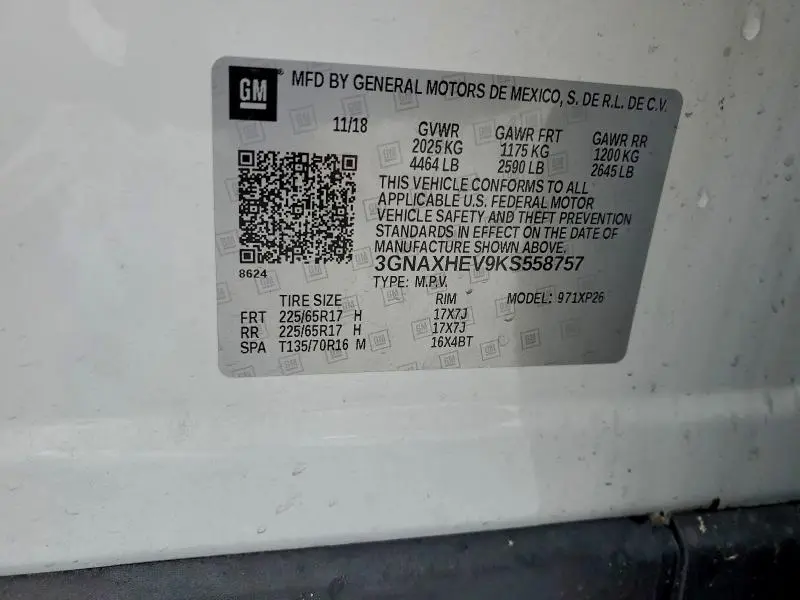 GM
® MFD BY GENERAL MOTORS DE MEXICO, S. DE R.L. DE C.V.
11/18 GVWR GAWR FRT GAWR RR
2025 KG 1175 KG 1200 KG
4464 LB 2590 LB 2645 LB
THIS VEHICLE CONFORMS TO ALL
APPLICABLE U.S. FEDERAL MOTOR
VEHICLE SAFETY AND THEFT PREVENTION
STANDARDS IN EFFECT ON THE DATE OF
MANUFACTURE SHOWN ABOVE.
8624 3GNAXHEV9KS558757
TYPE: M.P.V.
TIRE SIZE RIM MODEL: 971XP26
FRT 225/65R17 H 17X7J
RR 225/65R17 H 17X7J
SPA T135/70R16 M 16X4BT